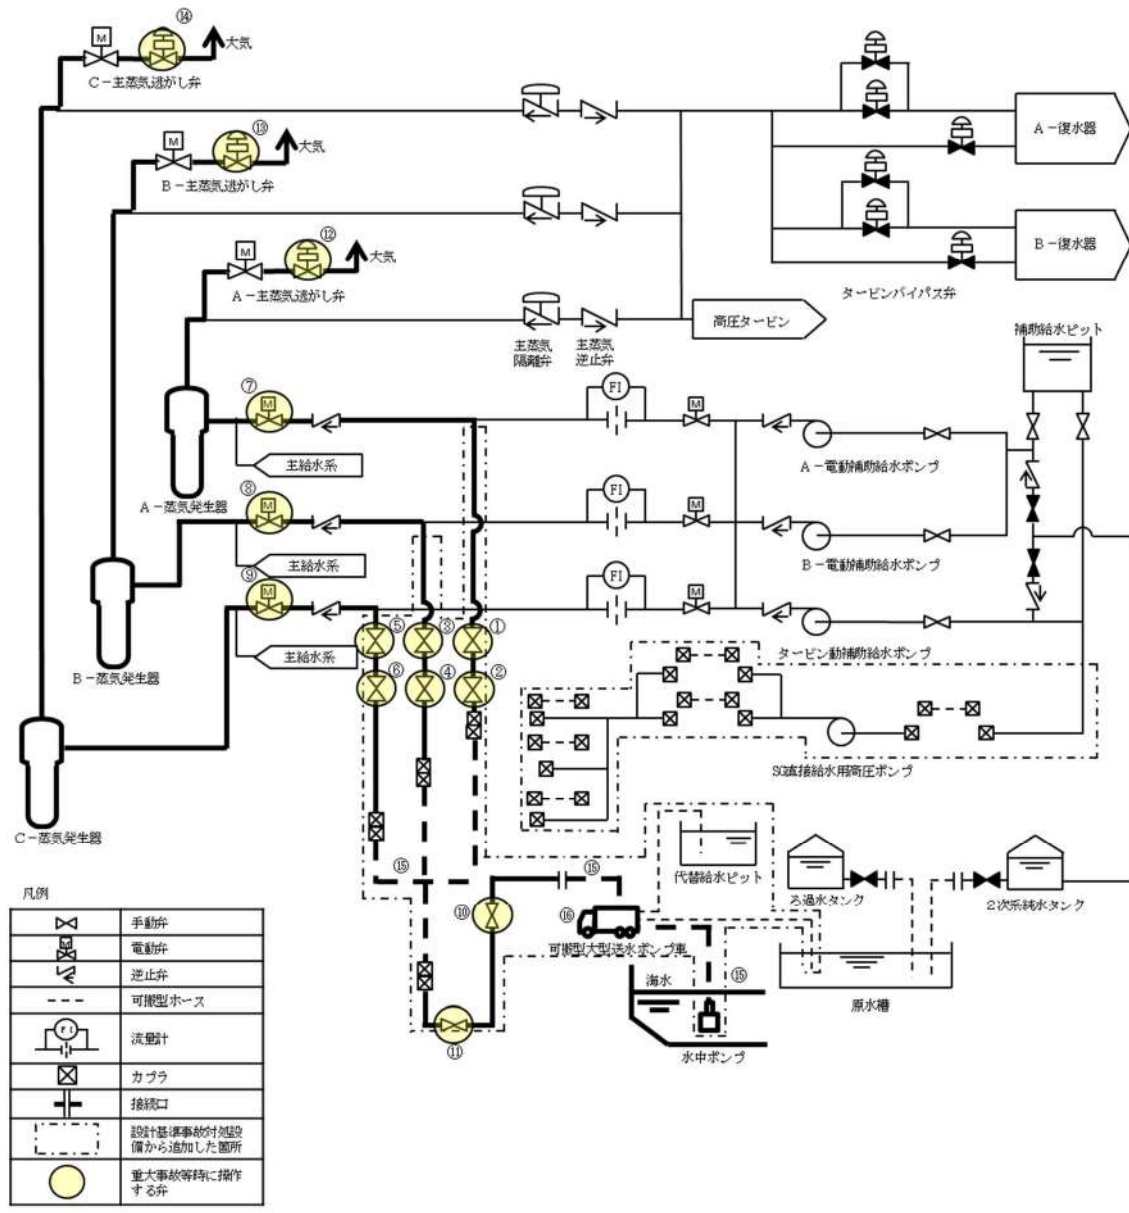 ⑭
M
大気
C－主蒸気逃がし弁
⑬
M
大気
B－主蒸気逃がし弁
⑫
M
大気
A－主蒸気逃がし弁
A－復水器
B－復水器
タービンバイパス弁
高圧タービン
主蒸気
隔離弁
主蒸気
逆止弁
補助給水ピット
⑦
M
FI
M
A－電動補助給水ポンプ
主給水系
A－蒸気発生器
⑧
M
FI
M
B－電動補助給水ポンプ
主給水系
⑨
M
FI
M
タービン動補助給水ポンプ
主給水系
B－蒸気発生器
⑤
③
①
⑥
④
②
SG直接給水用高圧ポンプ
C－蒸気発生器
代替給水ピット
ろ過水タンク
2次系純水タンク
⑮
⑮
⑩
⑯
可搬型大型送水ポンプ車
海水
⑮
原水槽
⑪
水中ポンプ
凡例
手動弁
M
電動弁
逆止弁
可搬型ホース
FI
流量計
カプラ
接続口
設計基準事故対処設
備から追加した箇所
重大事故等時に操作
する弁